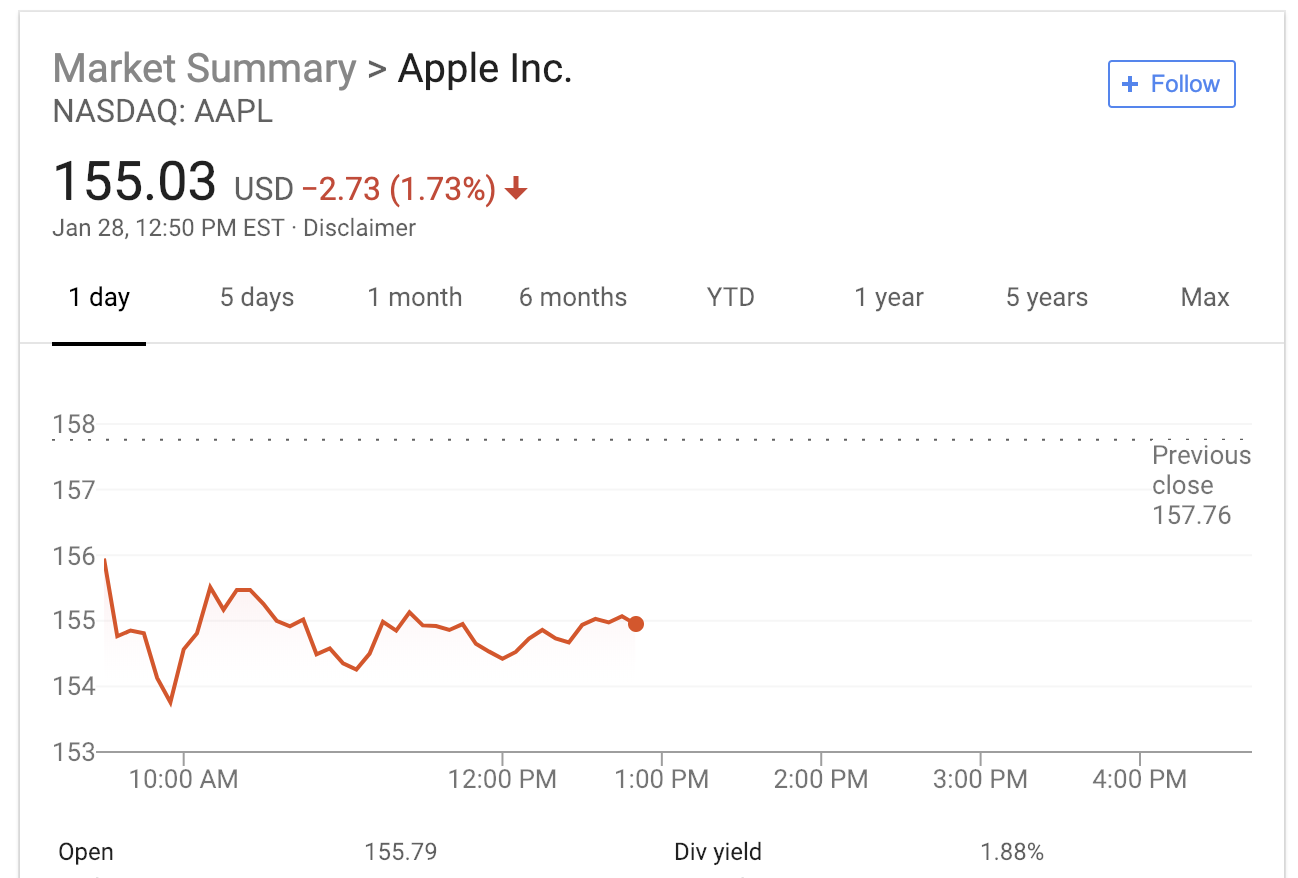 Market Summary > Apple Inc.
+ Follow
NASDAQ: AAPL
155.03 USD −2.73 (1.73%)
Jan 28, 12:50 PM EST · Disclaimer
1 day 5 days 1 month 6 months YTD 1 year 5 years Max
158
Previous
close
157.76
157
156
155
154
153
10:00 AM 12:00 PM 1:00 PM 2:00 PM 3:00 PM 4:00 PM
Open 155.79 Div yield 1.88%